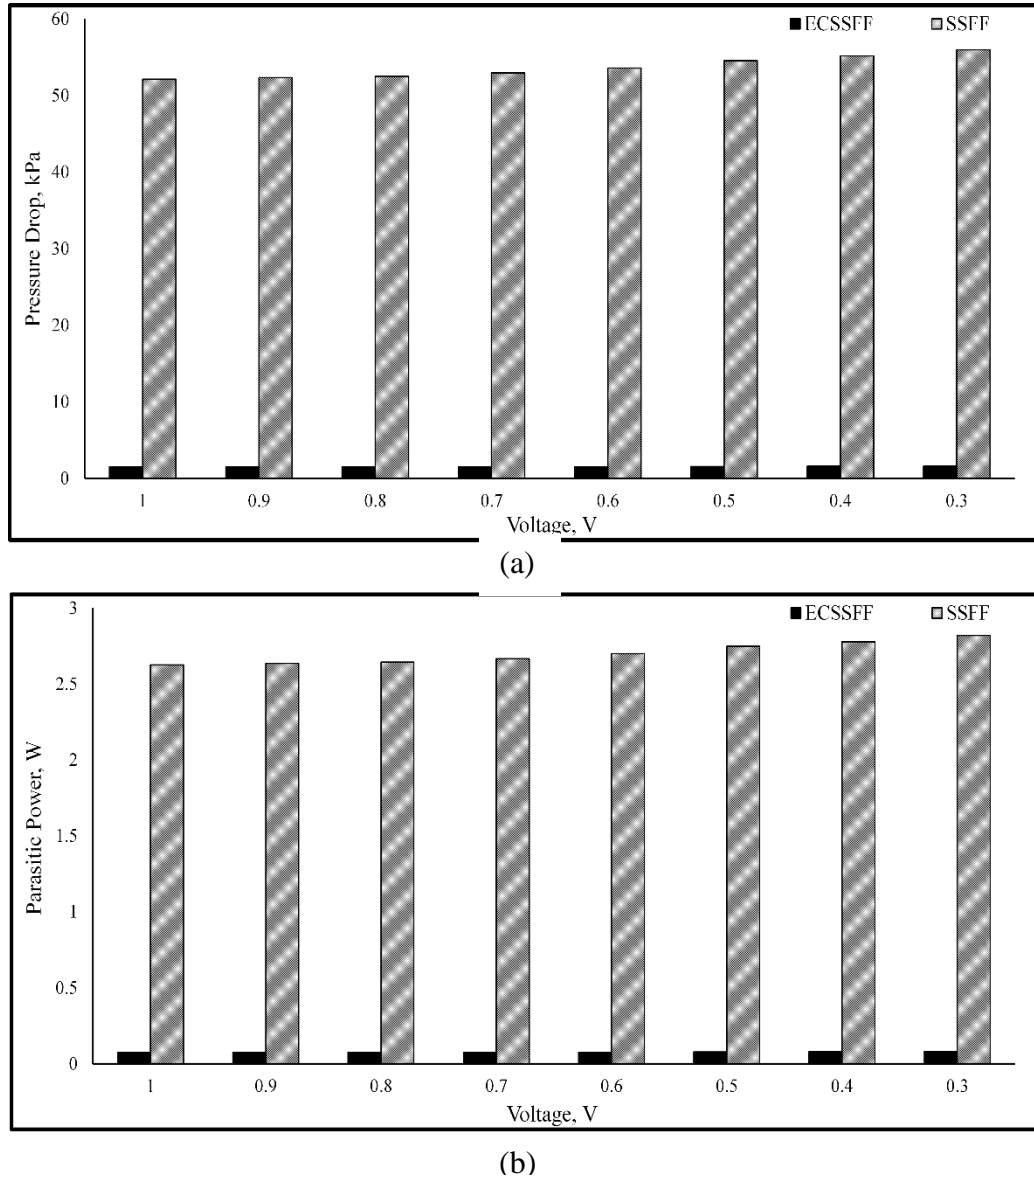 60
ECSSFF SSFF
50
40
30
20
10
0
Pressure Drop, kPa
1 0.9 0.8 0.7 0.6 0.5 0.4 0.3
Voltage, V
(a)
3
ECSSFF SSFF
2.5
2
1.5
1
0.5
0
Parasitic Power, W
1 0.9 0.8 0.7 0.6 0.5 0.4 0.3
Voltage, V
(b)